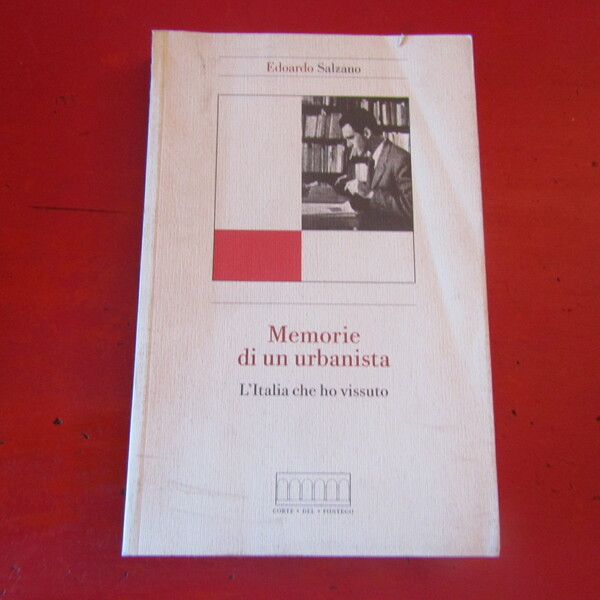 Edoardo Salzano
Memorie
di un urbanista
L'Italia che ho vissuto
CORTE • DEL • FONTEGO